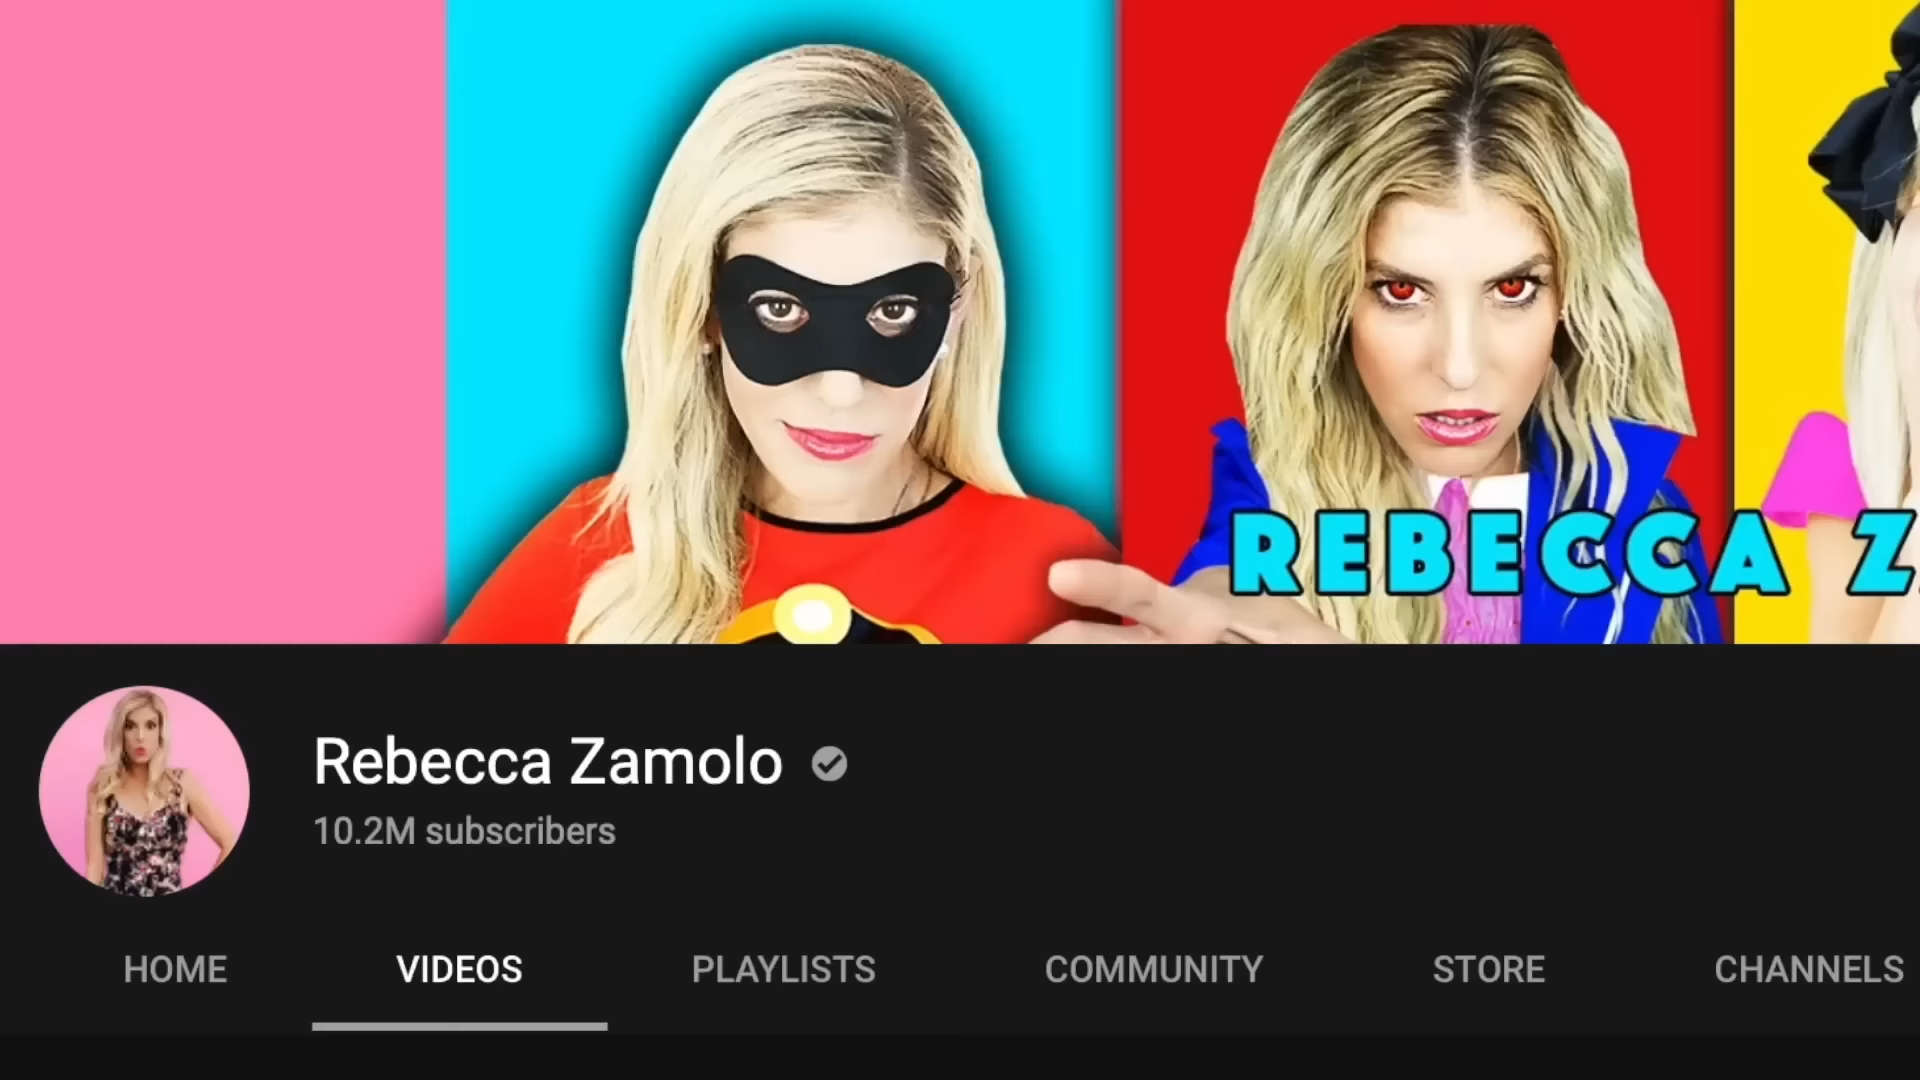 REBECCA Z
Rebecca Zamolo
10.2M subscribers
HOME VIDEOS PLAYLISTS COMMUNITY STORE CHANNELS